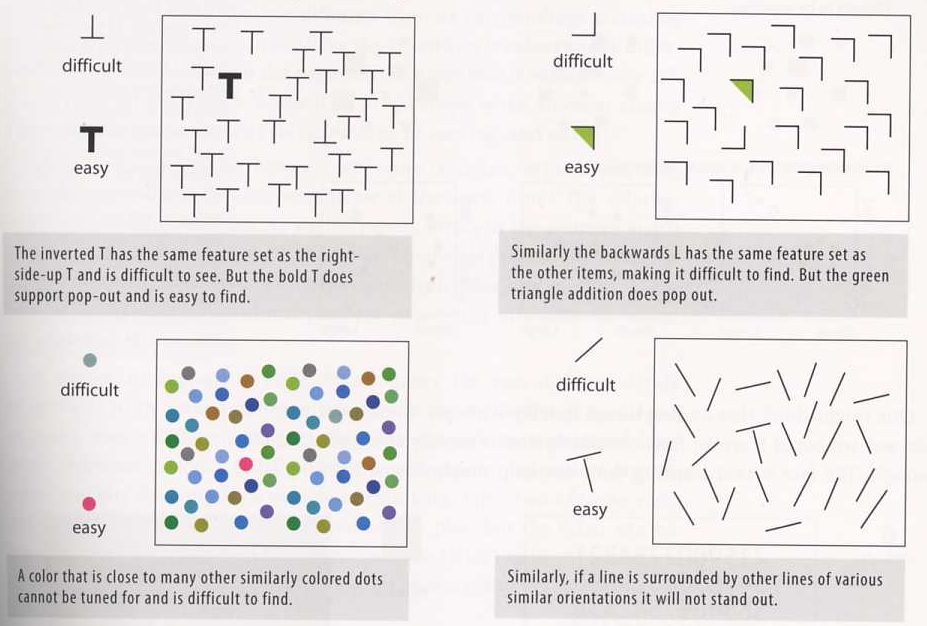 difficult
easy
The inverted T has the same feature set as the right-
side-up T and is difficult to see. But the bold T does
support pop-out and is easy to find.
difficult
easy
Similarly the backwards L has the same feature set as
the other items, making it difficult to find. But the green
triangle addition does pop out.
difficult
easy
A color that is close to many other similarly colored dots
cannot be tuned for and is difficult to find.
difficult
easy
Similarly, if a line is surrounded by other lines of various
similar orientations it will not stand out.